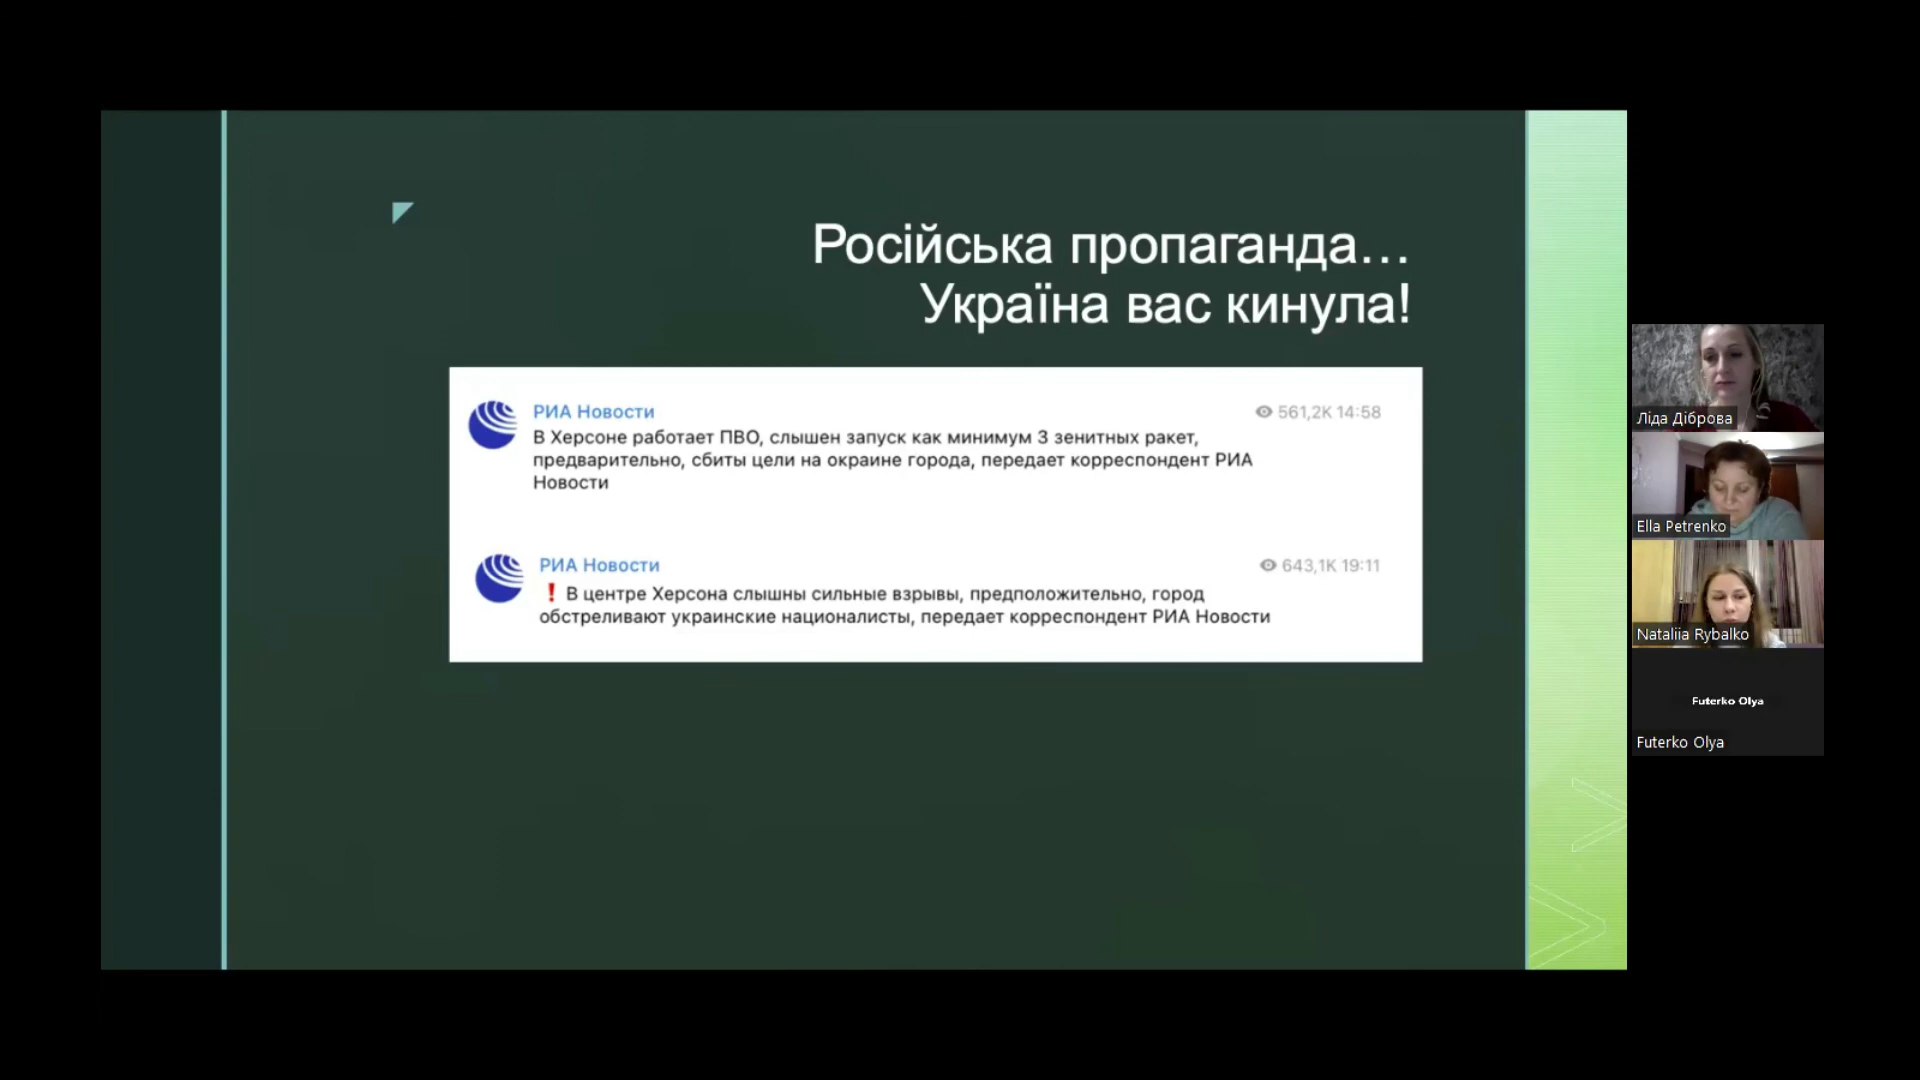 Російська пропаганда...
Україна вас кинула!
РИА Новости
561,2K 14:58
В Херсоне работает ПВО, слышен запуск как минимум 3 зенитных ракет,
предварительно, сбиты цели на окраине города, передает корреспондент РИА
Новости
РИА Новости
643,1K 19:11
❗ В центре Херсона слышны сильные взрывы, предположительно, город
обстреливают украинские националисты, передает корреспондент РИА Новости
Ліда Діброва
Ella Petrenko
Nataliia Rybalko
Futerko Olya
Futerko Olya